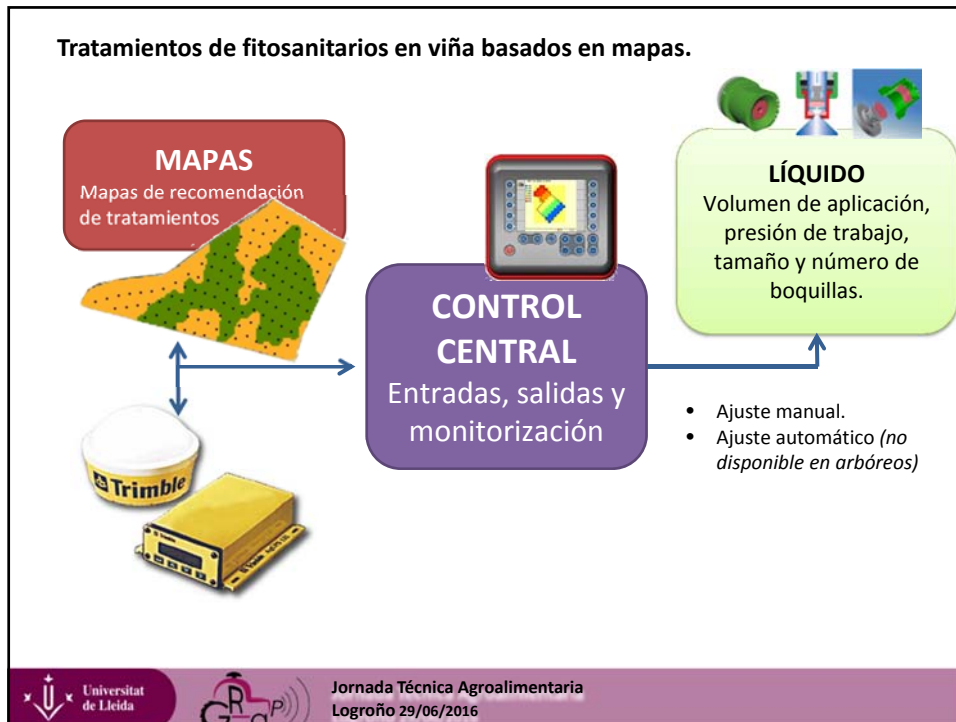 Tratamientos de fitosanitarios en viña basados en mapas.
MAPAS
Mapas de recomendación
de tratamientos
LÍQUIDO
Volumen de aplicación,
presión de trabajo,
tamaño y número de
boquillas.
CONTROL
CENTRAL
Entradas, salidas y
monitorización
• Ajuste manual.
• Ajuste automático (no
disponible en arbóreos)
Trimble
Universitat
de Lleida
Jornada Técnica Agroalimentaria
Logroño 29/06/2016